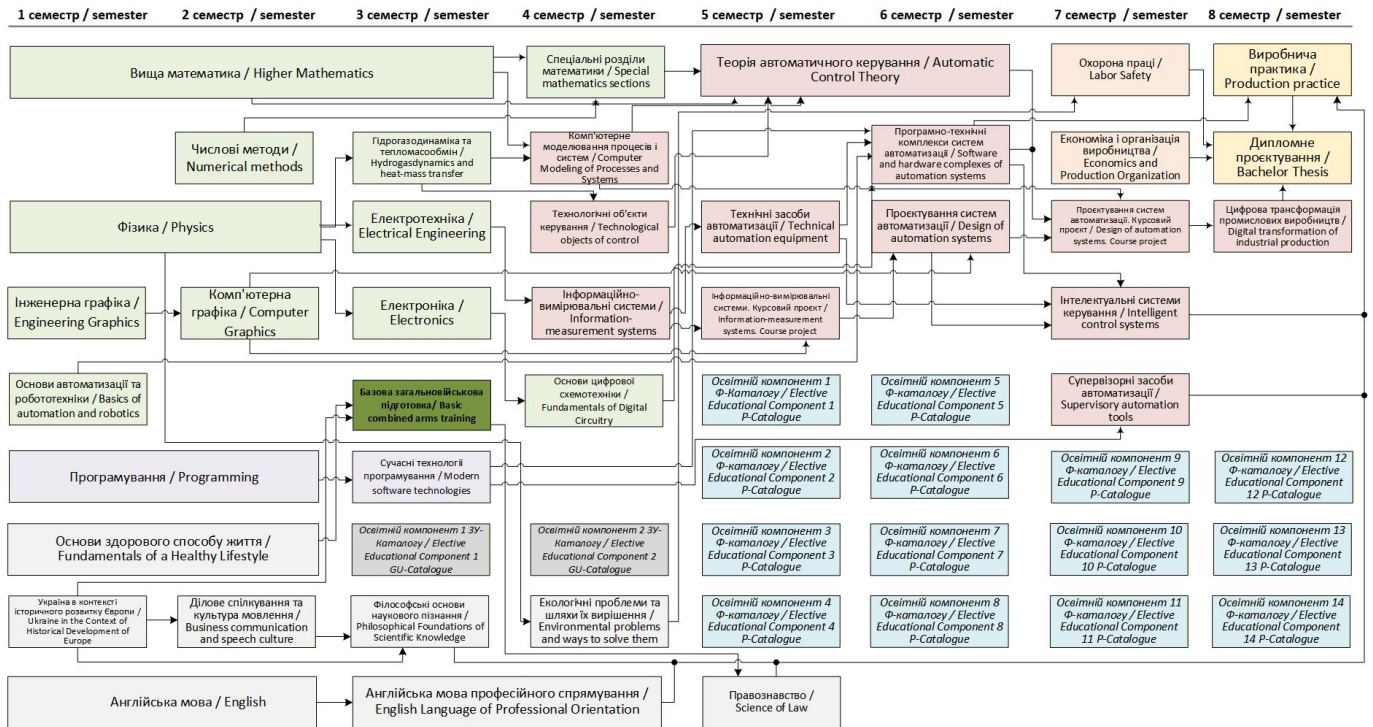 1 семестр / semester
2 семестр / semester
3 семестр / semester
4 семестр / semester
5 семестр / semester
6 семестр / semester
7 семестр / semester
8 семестр / semester
Вища математика / Higher Mathematics
Спеціальні розділи
математики / Special
mathematics sections
Теорія автоматичного керування / Automatic
Control Theory
Охорона праці /
Labor Safety
Виробнича
практика /
Production practice
Числові методи /
Numerical methods
Гідрогазодинаміка та
тепломасообмін /
Hydrogasdynamics and
heat-mass transfer
Комп'ютерне
моделювання процесів і
систем / Computer
Modeling of Processes and
Systems
Програмно-технічні
комплекси систем
автоматизації / Software
and hardware complexes of
automation systems
Економіка і організація
виробництва /
Economics and
Production Organization
Дипломне
проєктування /
Bachelor Thesis
Фізика / Physics
Електротехніка /
Electrical Engineering
Технологічні об'єкти
керування / Technological
objects of control
Технічні засоби
автоматизації / Technical
automation equipment
Проєктування систем
автоматизації / Design of
automation systems
Проєктування систем
автоматизації. Курсовий
проєкт / Design of automation
systems. Course project
Цифрова трансформація
промислових виробництв /
Digital transformation of
industrial production
Інженерна графіка /
Engineering Graphics
Комп'ютерна
графіка / Computer
Graphics
Електроніка /
Electronics
Інформаційно-
вимірювальні системи /
Information-
measurement systems
Інформаційно-вимірювальні
системи. Курсовий проєкт /
Information-measurement
systems. Course project
Інтелектуальні системи
керування / Intelligent
control systems
Основи автоматизації та
робототехніки / Basics of
automation and robotics
Базова загальновійськова
підготовка/ Basic
combined arms training
Основи цифрової
схемотехніки /
Fundamentals of Digital
Circuitry
Освітній компонент 1
Ф-Каталогу / Elective
Educational Component
1 P-Catalogue
Освітній компонент 5
Ф-каталогу / Elective
Educational Component
5 P-Catalogue
Супервізорні засоби
автоматизації /
Supervisory automation
tools
Програмування / Programming
Сучасні технології
програмування / Modern
software technologies
Освітній компонент 2
Ф-каталогу / Elective
Educational Component
2 P-Catalogue
Освітній компонент 6
Ф-каталогу / Elective
Educational Component
6 P-Catalogue
Освітній компонент 9
Ф-каталогу / Elective
Educational Component
9 P-Catalogue
Освітній компонент 12
Ф-каталогу / Elective
Educational Component
12 P-Catalogue
Основи здорового способу життя /
Fundamentals of a Healthy Lifestyle
Освітній компонент 1 ЗУ-
Каталогу / Elective
Educational Component 1
GU-Catalogue
Освітній компонент 2 ЗУ-
Каталогу / Elective
Educational Component 2
GU-Catalogue
Освітній компонент 3
Ф-каталогу / Elective
Educational Component
3 P-Catalogue
Освітній компонент 7
Ф-каталогу / Elective
Educational Component
7 P-Catalogue
Освітній компонент 10
Ф-каталогу / Elective
Educational Component
10 P-Catalogue
Освітній компонент 13
Ф-каталогу / Elective
Educational Component
13 P-Catalogue
Україна в контексті
історичного розвитку Європи /
Ukraine in the Context of
Historical Development of
Europe
Ділове спілкування та
культура мовлення /
Business communication
and speech culture
Філософські основи
наукового пізнання /
Philosophical Foundations
of Scientific Knowledge
Екологічні проблеми та
шляхи їх вирішення /
Environmental problems
and ways to solve them
Освітній компонент 4
Ф-каталогу / Elective
Educational Component
4 P-Catalogue
Освітній компонент 8
Ф-каталогу / Elective
Educational Component
8 P-Catalogue
Освітній компонент 11
Ф-каталогу / Elective
Educational Component
11 P-Catalogue
Освітній компонент 14
Ф-каталогу / Elective
Educational Component
14 P-Catalogue
Англійська мова / English
Англійська мова професійного спрямування /
English Language of Professional Orientation
Правознавство /
Science of Law